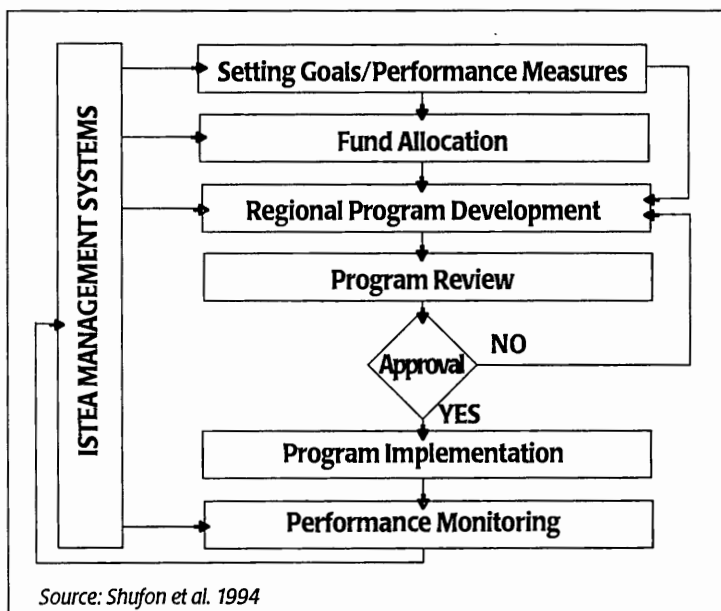 Setting Goals/Performance Measures
Fund Allocation
Regional Program Development
Program Review
Approval
NO
YES
Program Implementation
Performance Monitoring
ISTEA MANAGEMENT SYSTEMS
Source: Shufon et al. 1994